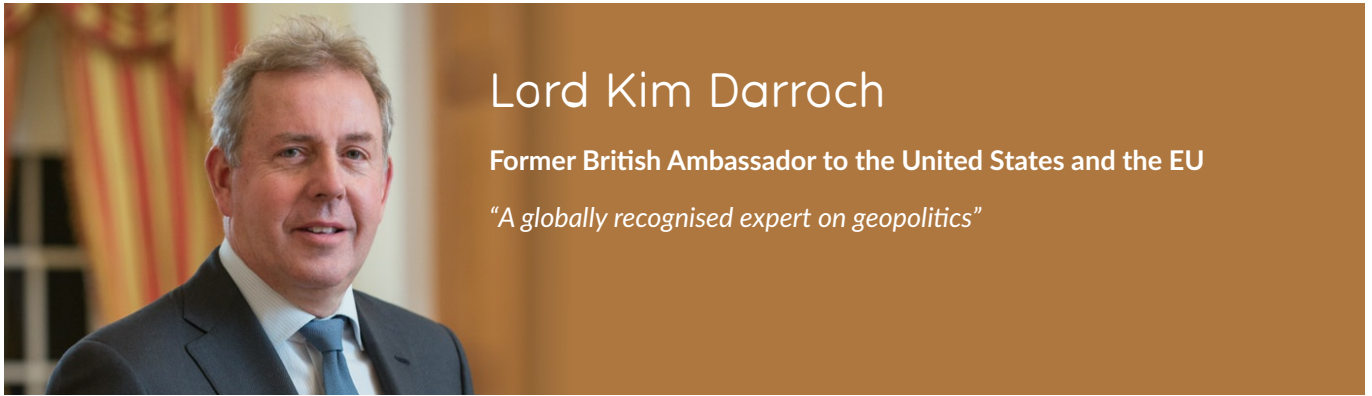 Lord Kim Darroch
Former British Ambassador to the United States and the EU
“A globally recognised expert on geopolitics”